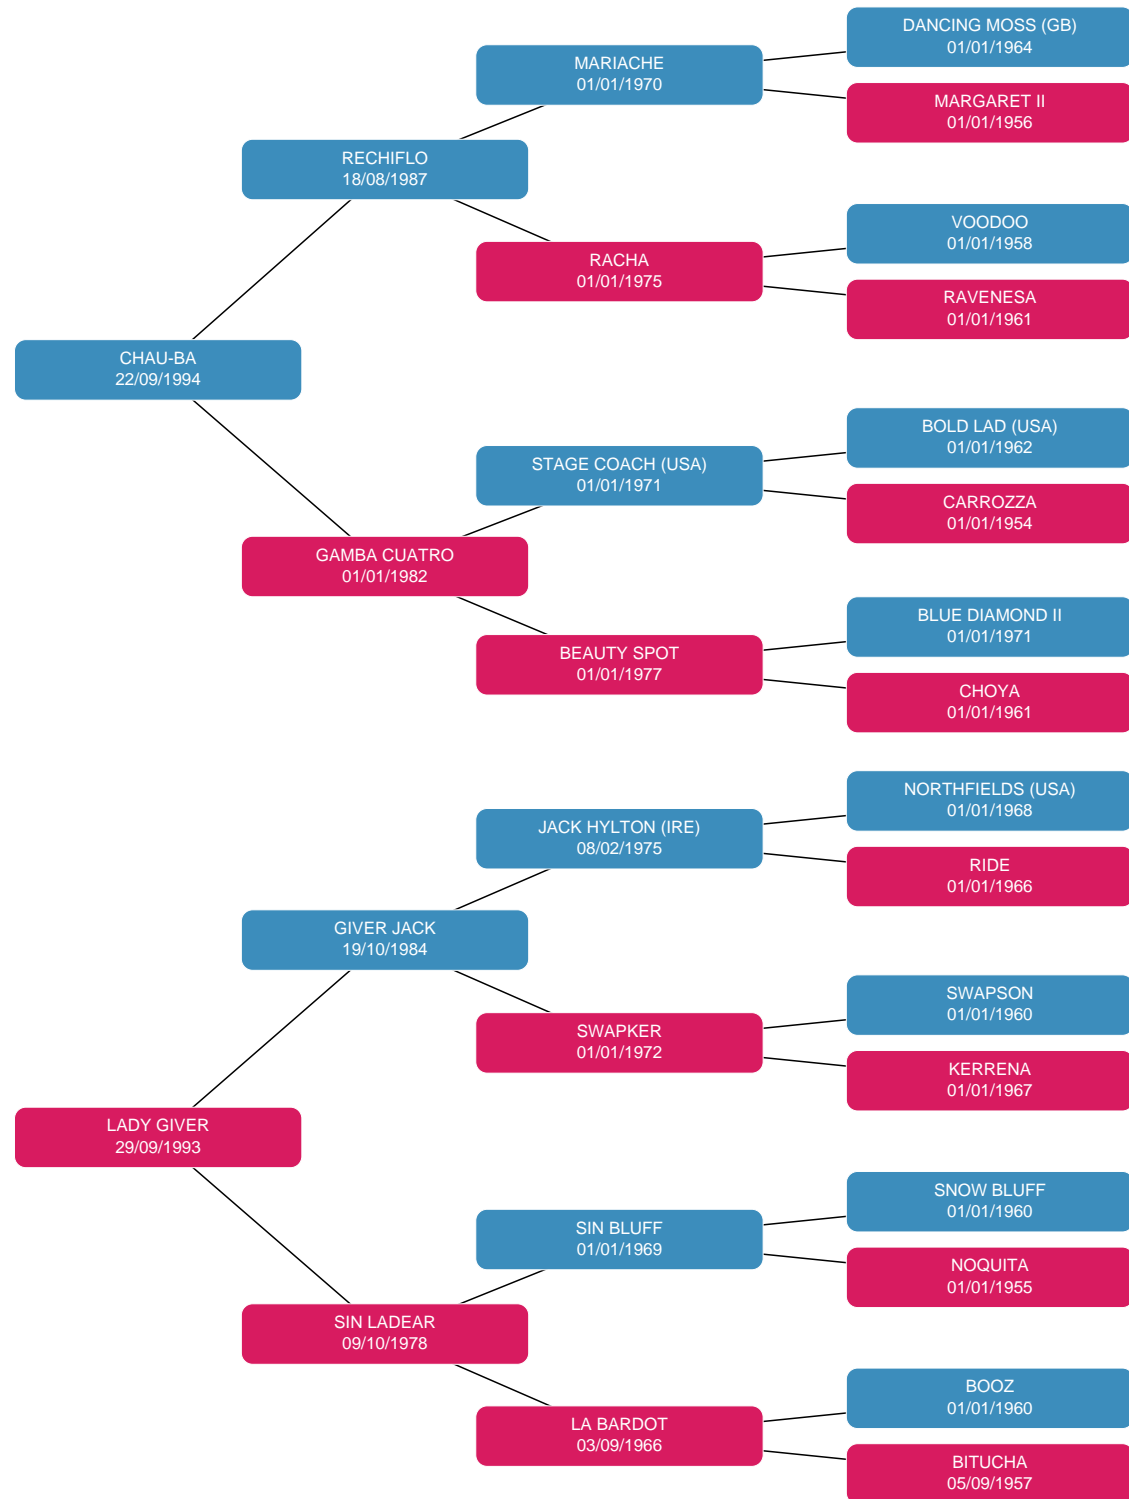 DANCING MOSS (GB)
01/01/1964
MARIACHE
01/01/1970
MARGARET II
01/01/1956
RECHIFLO
18/08/1987
VOODOO
01/01/1958
RACHA
01/01/1975
RAVENESA
01/01/1961
CHAU-BA
22/09/1994
BOLD LAD (USA)
01/01/1962
STAGE COACH (USA)
01/01/1971
CARROZZA
01/01/1954
GAMBA CUATRO
01/01/1982
BLUE DIAMOND II
01/01/1971
BEAUTY SPOT
01/01/1977
CHOYA
01/01/1961
NORTHFIELDS (USA)
01/01/1968
JACK HYLTON (IRE)
08/02/1975
RIDE
01/01/1966
GIVER JACK
19/10/1984
SWAPSON
01/01/1960
SWAPKER
01/01/1972
KERRENA
01/01/1967
LADY GIVER
29/09/1993
SNOW BLUFF
01/01/1960
SIN BLUFF
01/01/1969
NOQUITA
01/01/1955
SIN LADEAR
09/10/1978
BOOZ
01/01/1960
LA BARDOT
03/09/1966
BITUCHA
05/09/1957